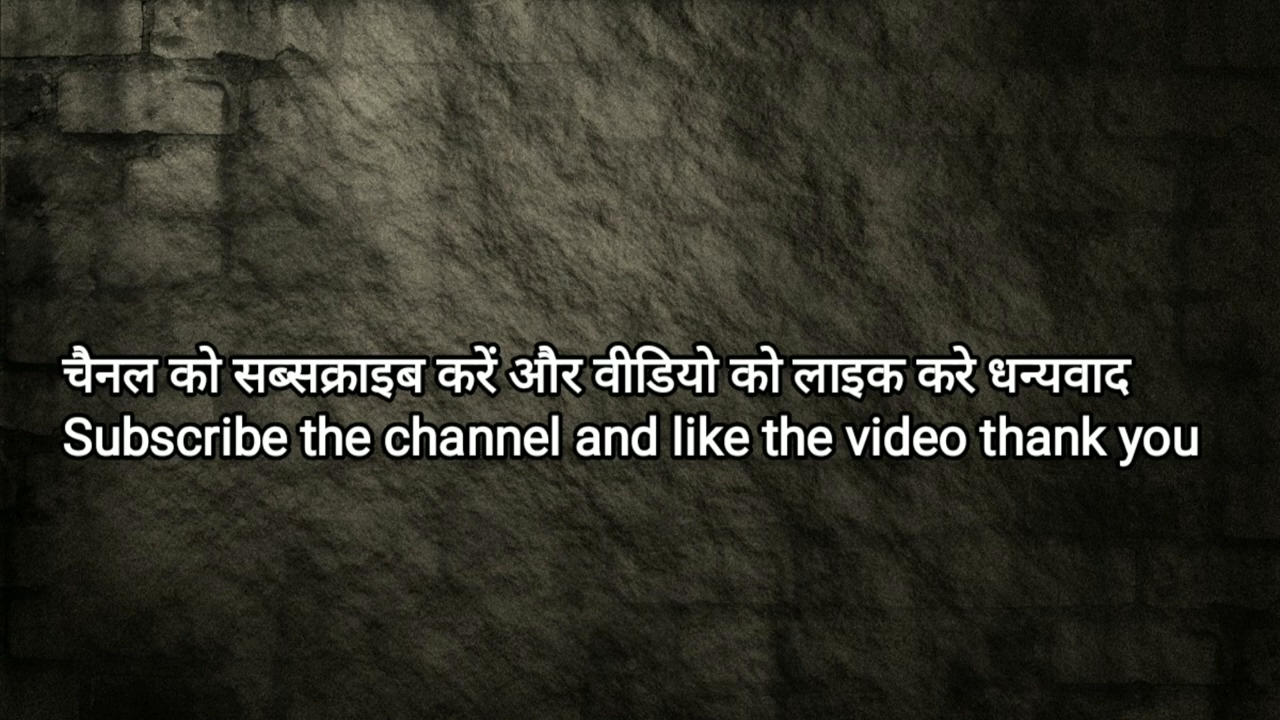 चैनल को सब्सक्राइब करें और वीडियो को लाइक करे धन्यवाद
Subscribe the channel and like the video thank you